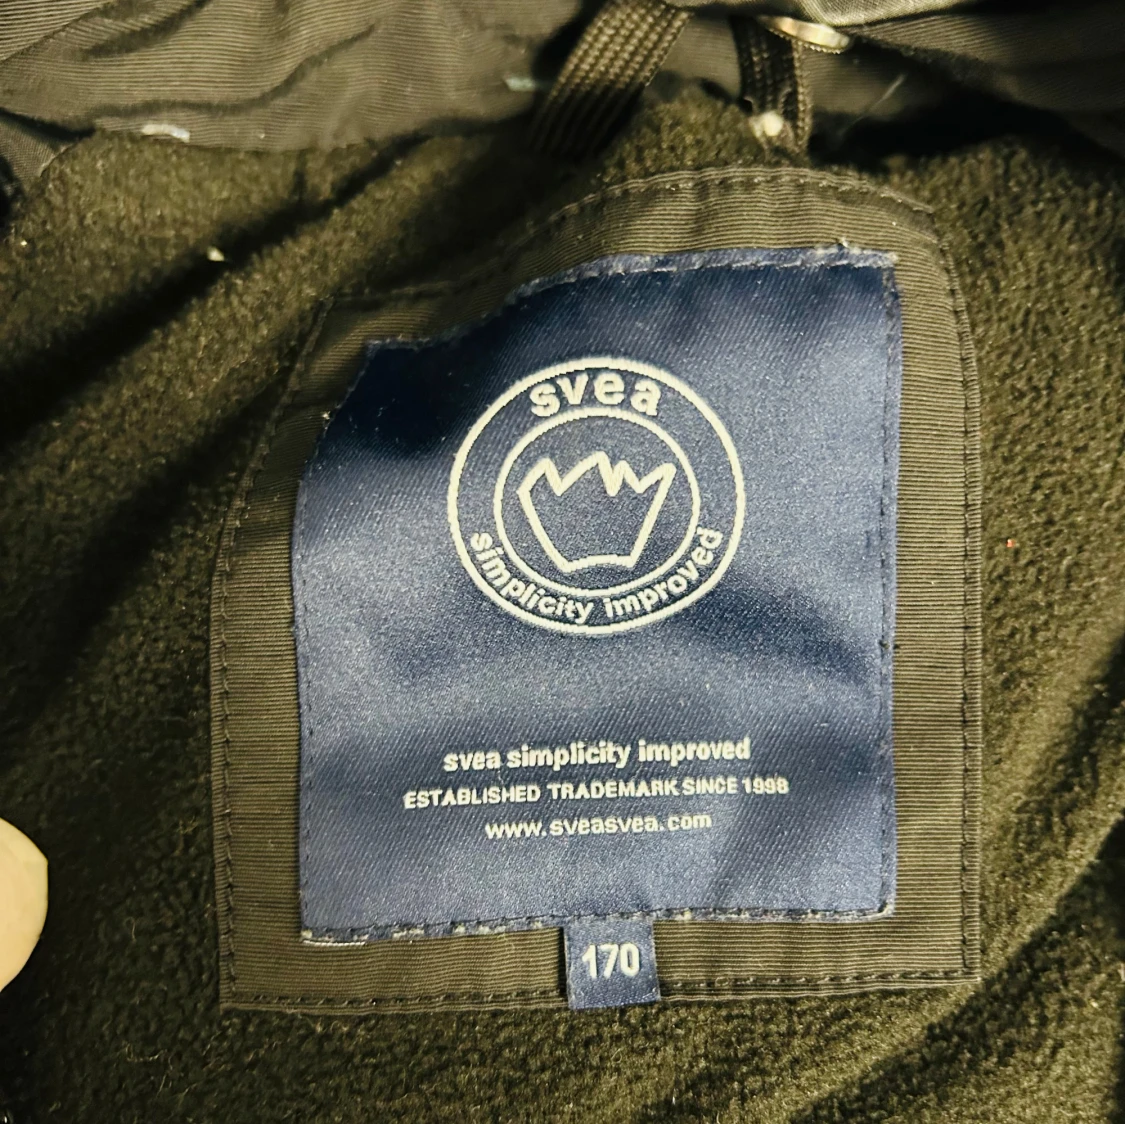 svea
simplicity improved
svea simplicity improved
ESTABLISHED TRADEMARK SINCE 1998
www.sveasvea.com
170